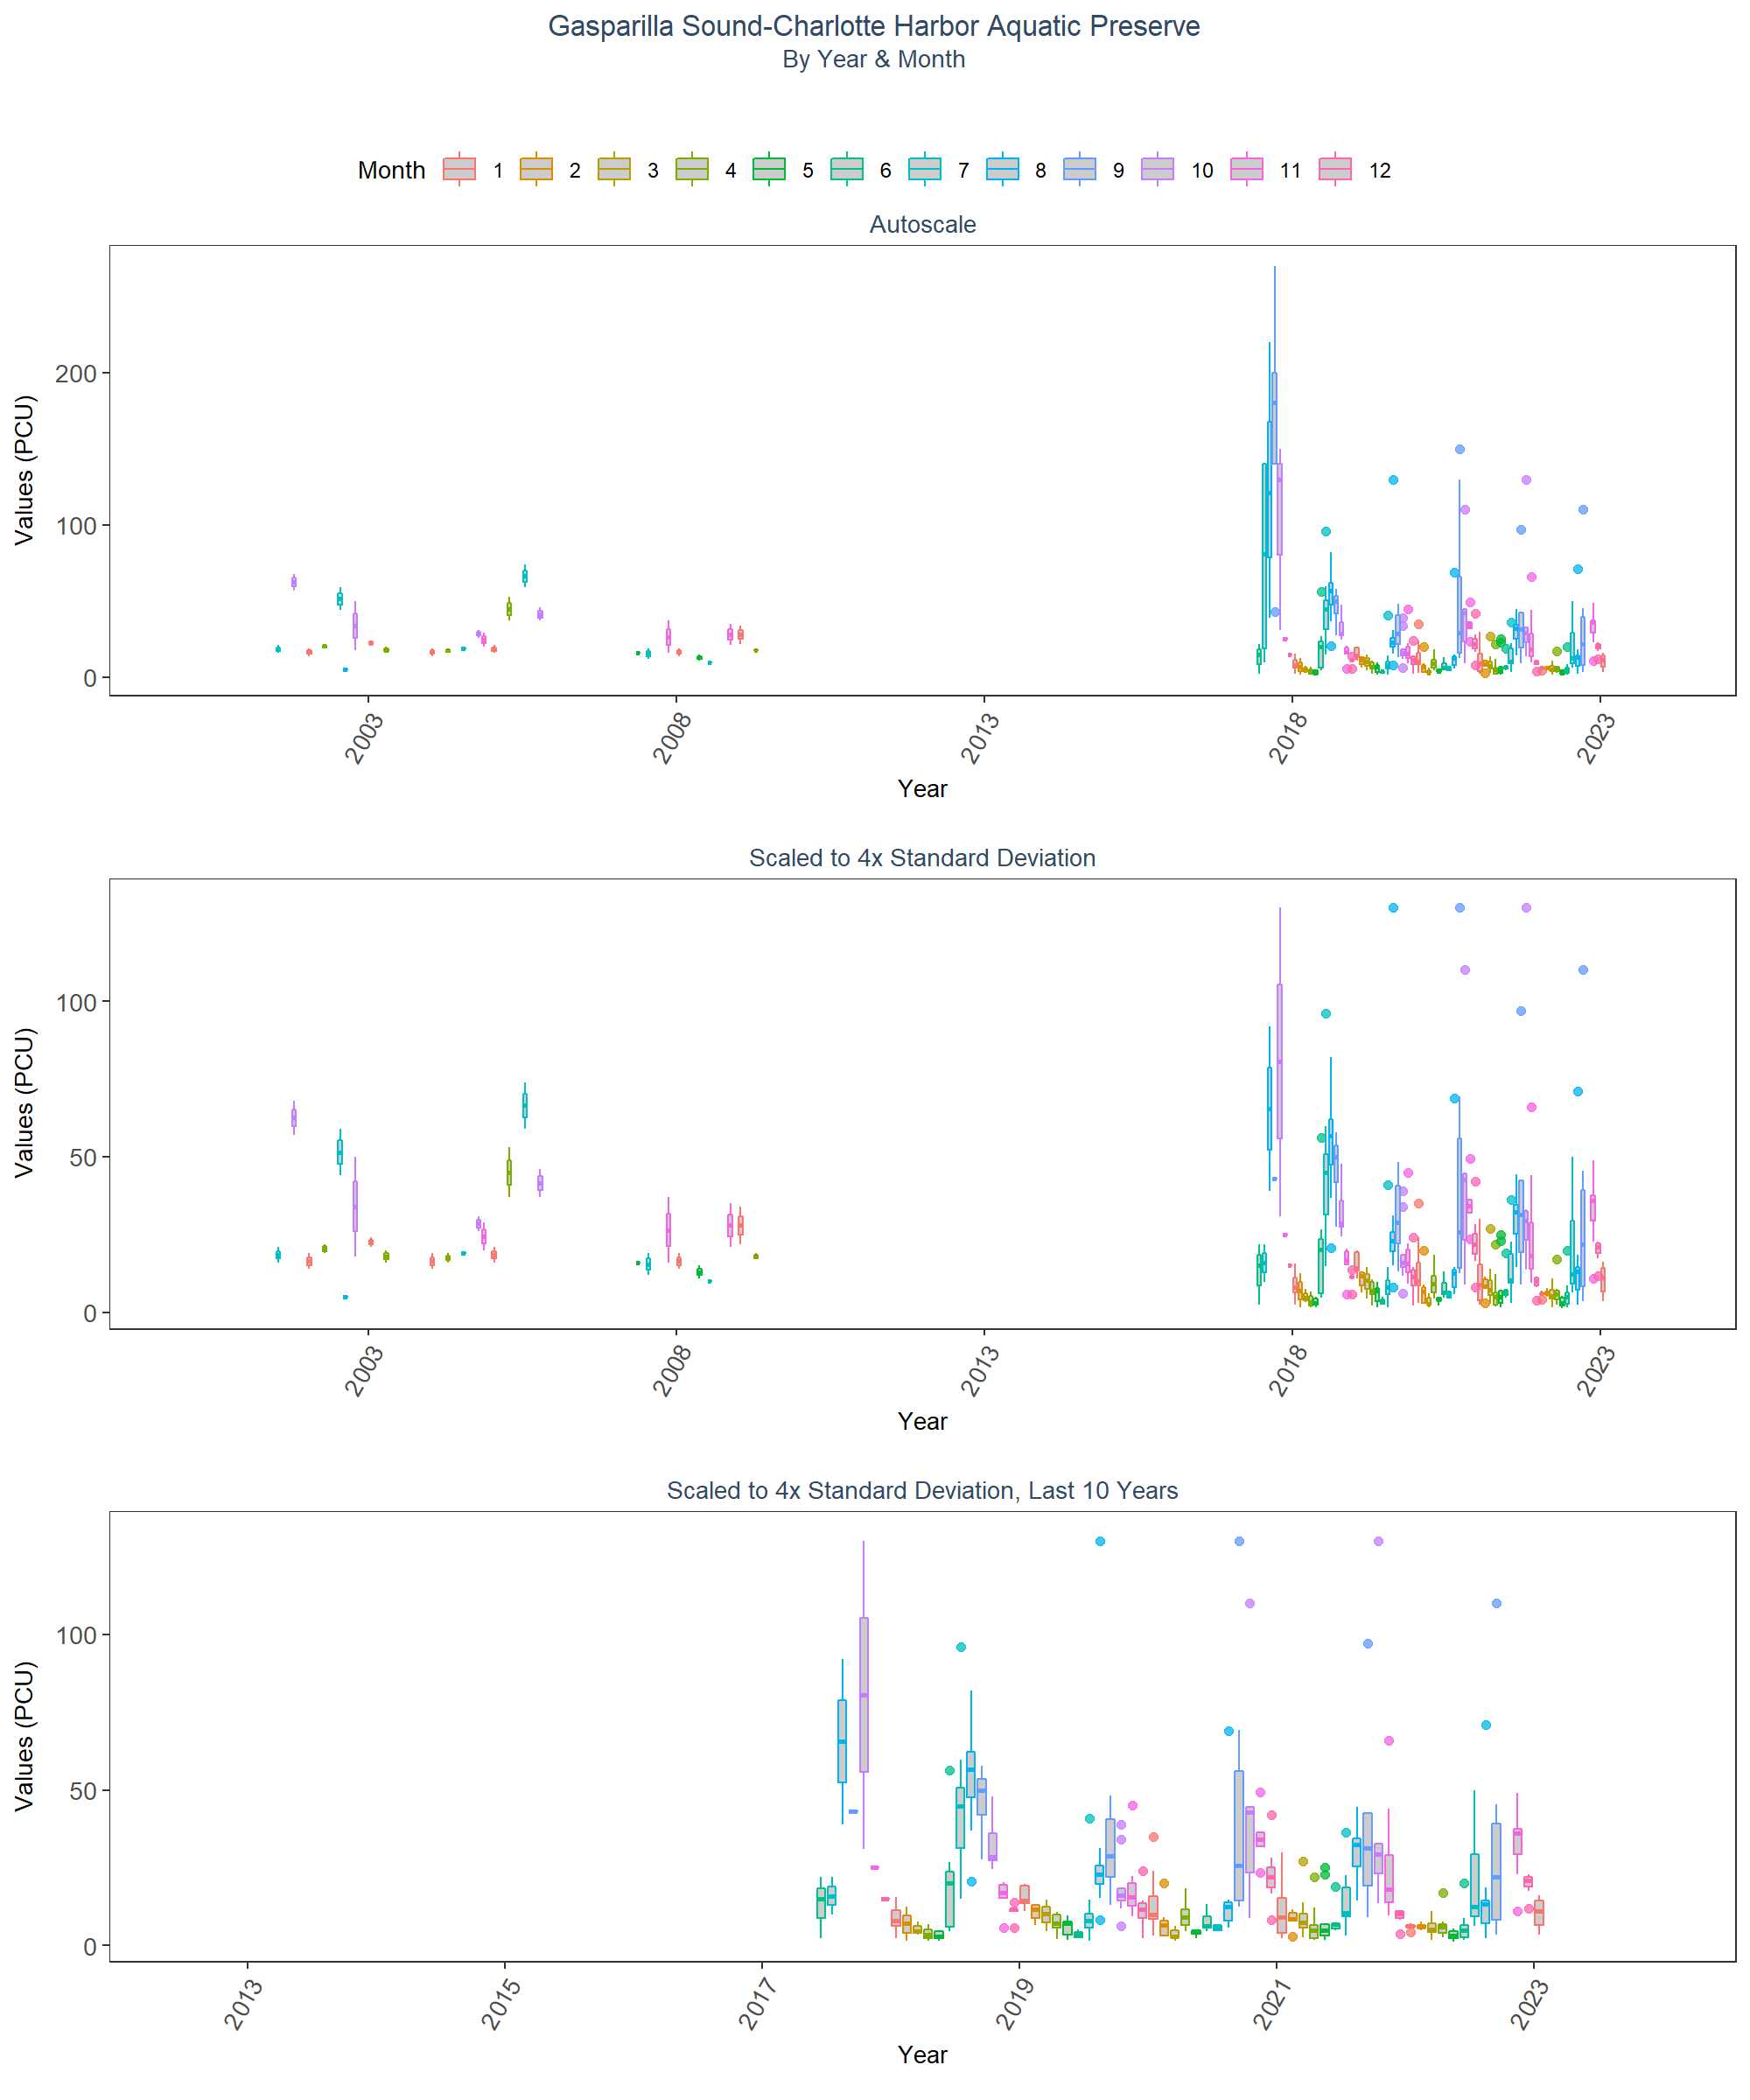 Gasparilla Sound-Charlotte Harbor Aquatic Preserve
By Year & Month
Month 1 2 3 4 5 6 7 8 9 10 11 12
Autoscale
Values (PCU)
200
100
0
2003 2008 2013 2018 2023
Year
Scaled to 4x Standard Deviation
Values (PCU)
100
50
0
2003 2008 2013 2018 2023
Year
Scaled to 4x Standard Deviation, Last 10 Years
Values (PCU)
100
50
0
2013 2015 2017 2019 2021 2023
Year